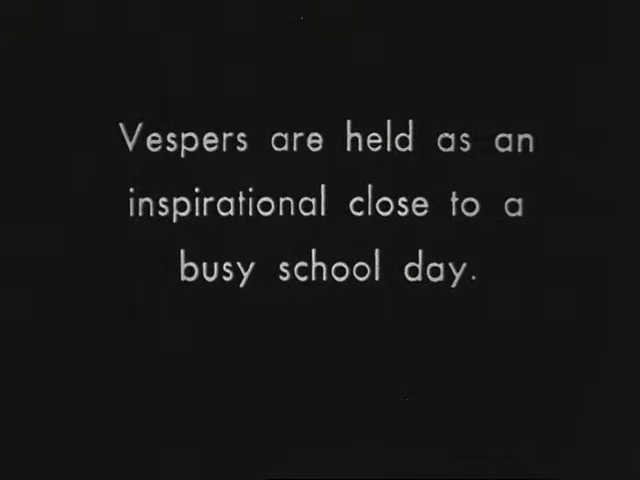 Vespers are held as an
inspirational close to a
busy school day.